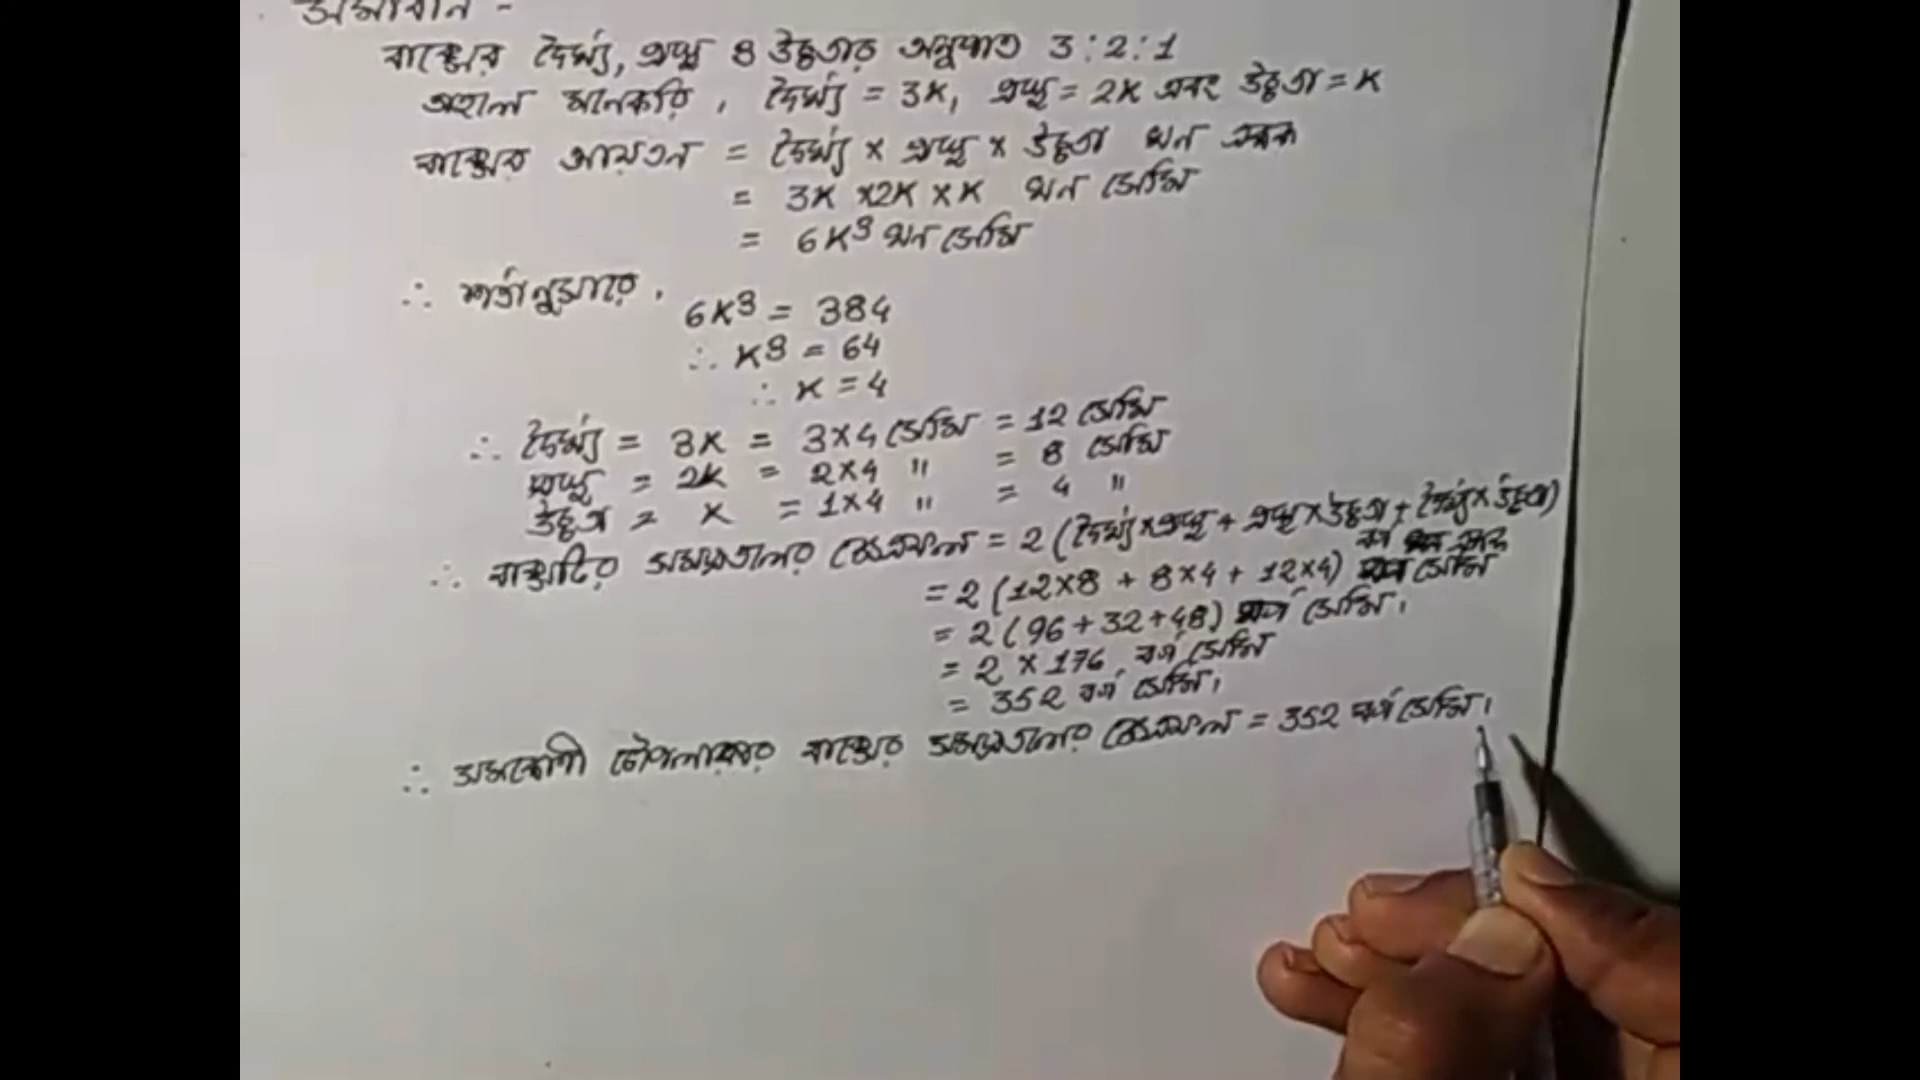 সমাধান -
বাক্সের দৈর্ঘ্য, প্রস্থ ও উচ্চতার অনুপাত 3:2:1
তাহলে মনেকরি, দৈর্ঘ্য = 3K, প্রস্থ = 2K এবং উচ্চতা = K
বাক্সের আয়তন = দৈর্ঘ্য × প্রস্থ × উচ্চতা ঘন একক
= 3K ×2K × K ঘন সেমি
= 6K³ ঘন সেমি
∴ শর্তানুসারে,
6K³ = 384
∴ K³ = 64
∴ K = 4
∴ দৈর্ঘ্য = 3K = 3×4 সেমি = 12 সেমি
প্রস্থ = 2K = 2×4 " = 8 সেমি
উচ্চতা = K = 1×4 " = 4 "
∴ বাক্সটির সমগ্রতলের ক্ষেত্রফল = 2 (দৈর্ঘ্য×প্রস্থ + প্রস্থ×উচ্চতা + দৈর্ঘ্য×উচ্চতা)
বর্গ একক
= 2 (12×8 + 8×4 + 12×4) বর্গ সেমি
= 2 (96 + 32 + 48) বর্গ সেমি।
= 2 × 176 বর্গ সেমি
= 352 বর্গ সেমি।
∴ সমকোণী চৌপলাকার বাক্সের সমগ্রতলের ক্ষেত্রফল = 352 বর্গ সেমি।